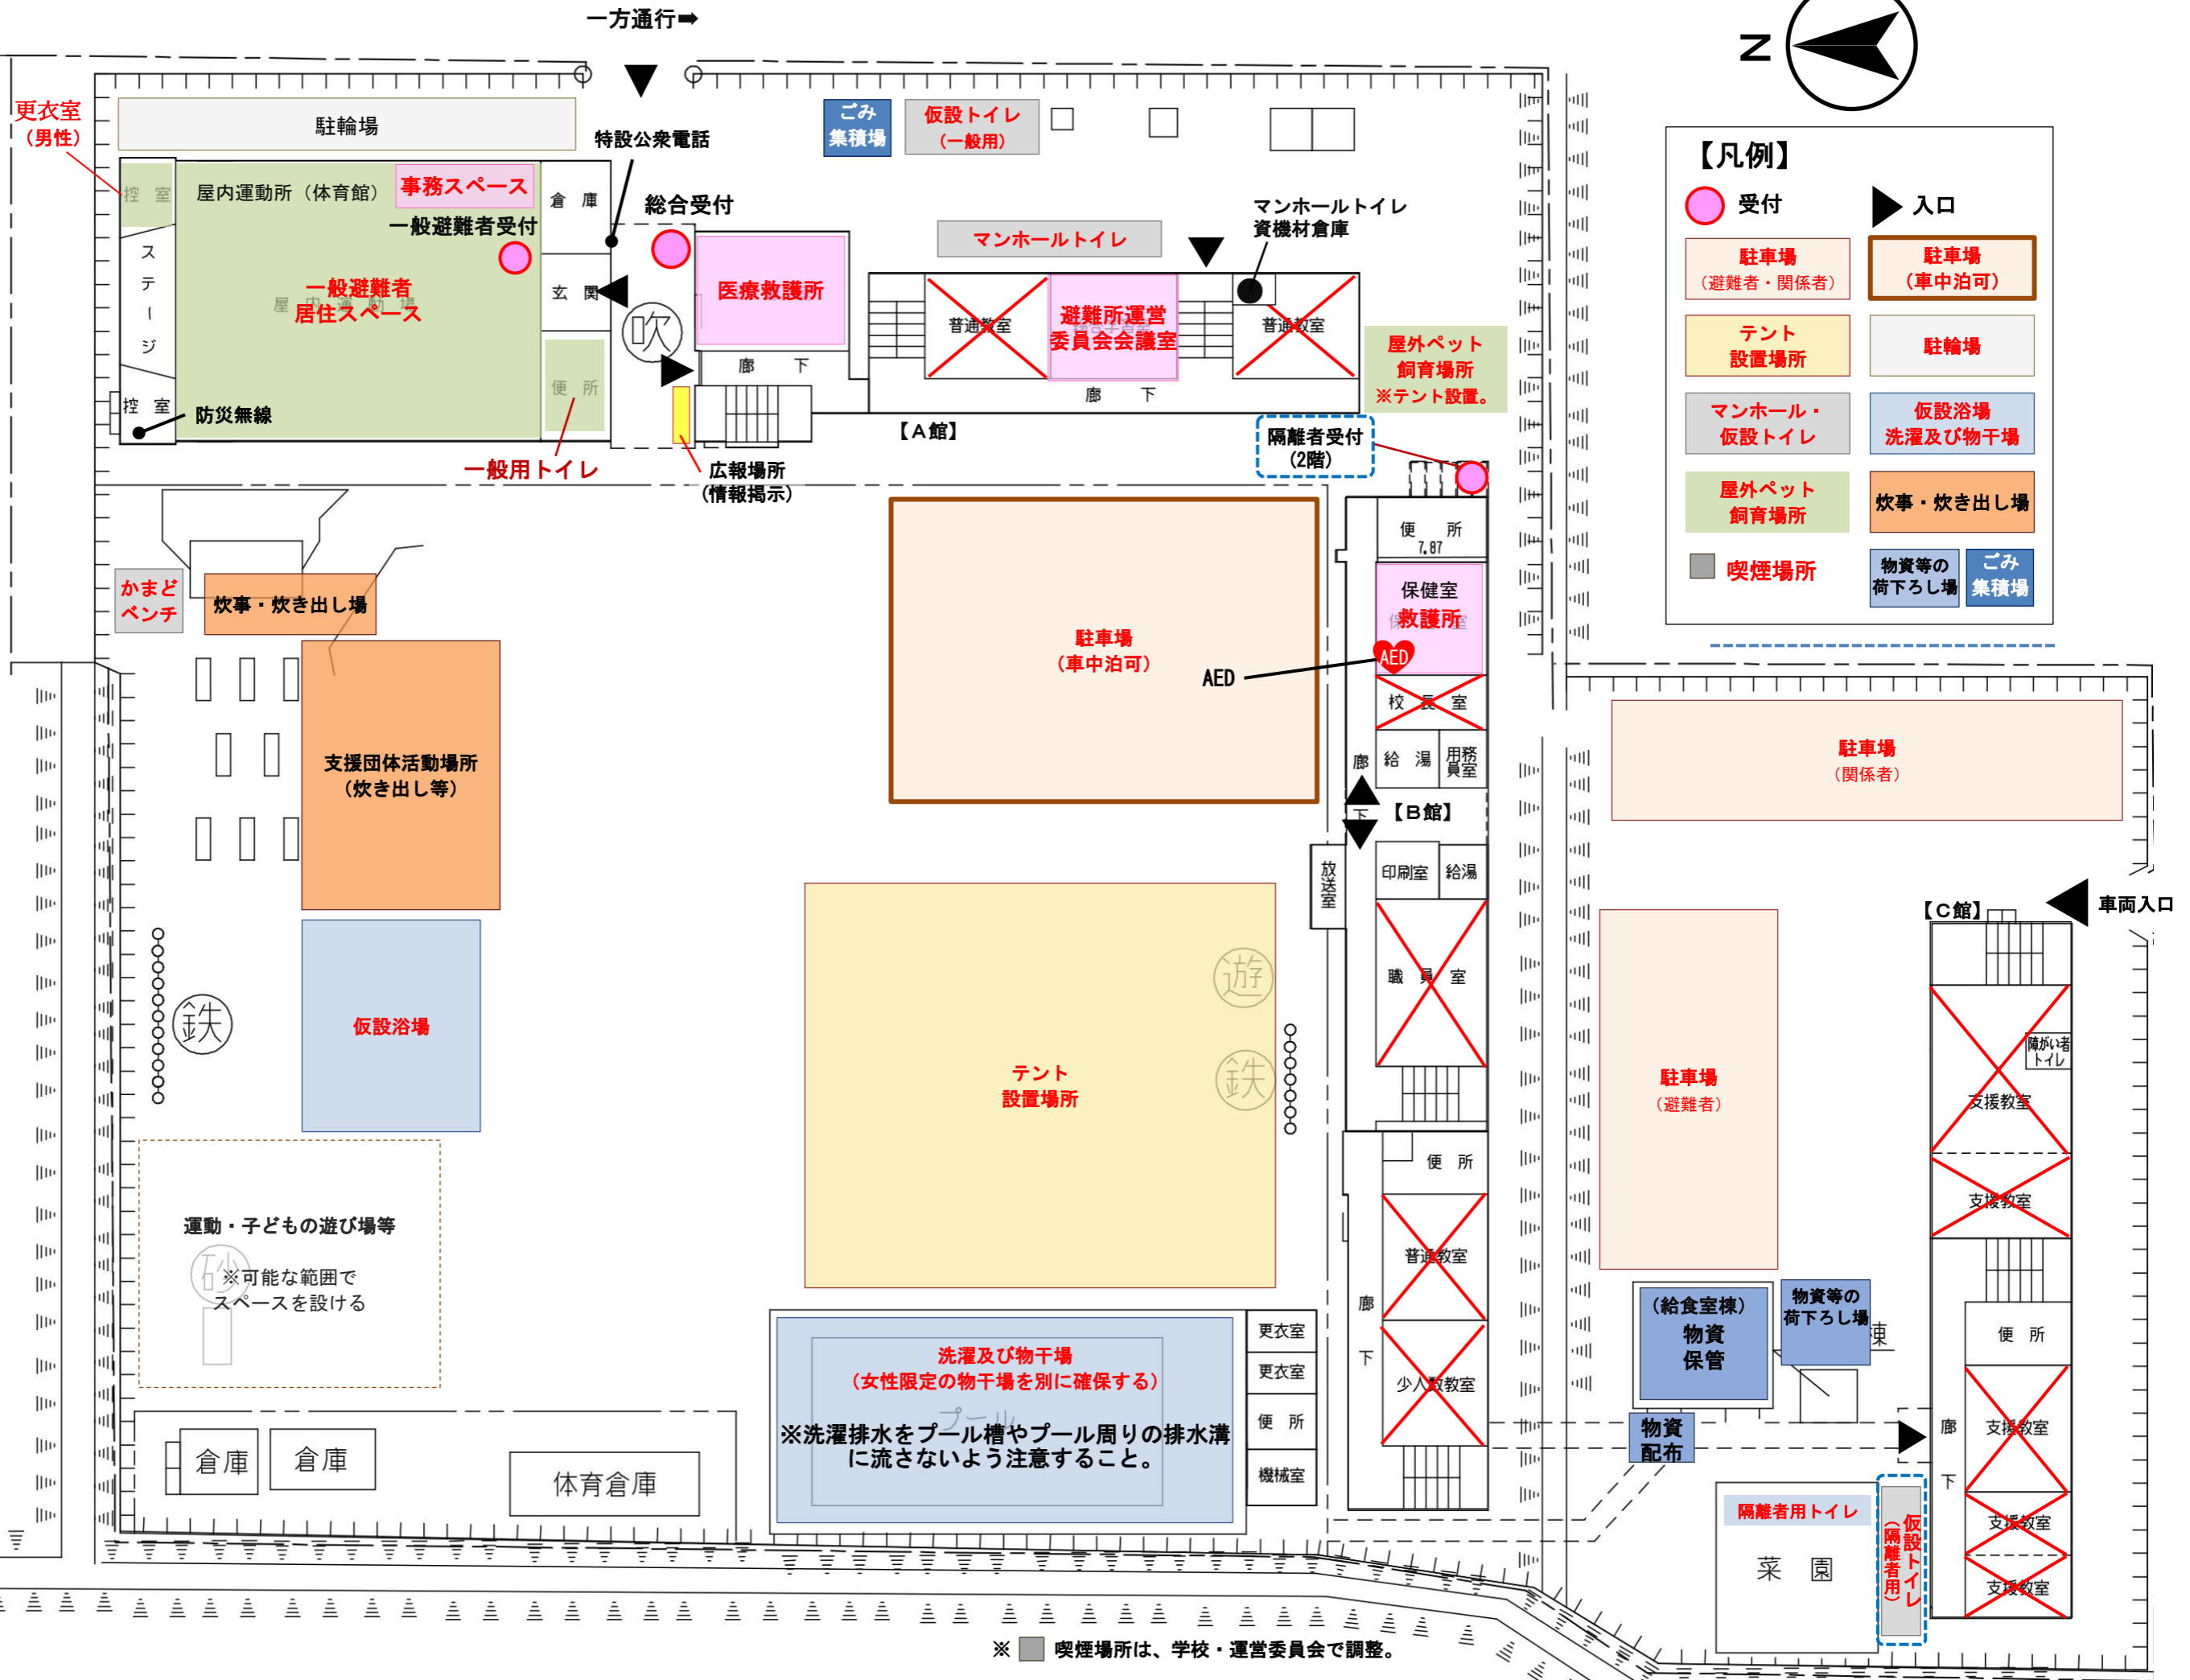 一方通行➡
N
更衣室
（男性）
駐輪場
特設公衆電話
ごみ
集積場
仮設トイレ
（一般用）
控 室
屋内運動所（体育館）
事務スペース
倉 庫
総合受付
一般避難者受付
マンホールトイレ
マンホールトイレ
資機材倉庫
ステージ
一般避難者
居住スペース
屋 内 運 動 場
玄 関
吹
医療救護所
普通教室
避難所運営
委員会会議室
普通教室
屋外ペット
飼育場所
※テント設置。
便 所
廊 下
廊 下
控 室
防災無線
【A館】
一般用トイレ
広報場所
（情報掲示）
隔離者受付
（2階）
【凡例】
受付
入口
駐車場
（避難者・関係者）
駐車場
（車中泊可）
テント
設置場所
駐輪場
マンホール・
仮設トイレ
仮設浴場
洗濯及び物干場
屋外ペット
飼育場所
炊事・炊き出し場
喫煙場所
物資等の
荷下ろし場
ごみ
集積場
かまど
ベンチ
炊事・炊き出し場
駐車場
（車中泊可）
便 所
7.87
保健室
救護所
AED
AED
校 長 室
給 湯
用務
員室
廊 下
【B館】
支援団体活動場所
（炊き出し等）
駐車場
（関係者）
放送室
印刷室
給湯
職 員 室
【C館】
車両入口
鉄
仮設浴場
遊
鉄
テント
設置場所
駐車場
（避難者）
障がい者
トイレ
支援教室
支援教室
便 所
運動・子どもの遊び場等
砂
※可能な範囲で
スペースを設ける
普通教室
廊 下
少人数教室
（給食室棟）
物資
保管
物資等の
荷下ろし場
棟
便 所
洗濯及び物干場
（女性限定の物干場を別に確保する）
プール
※洗濯排水をプール槽やプール周りの排水溝
に流さないよう注意すること。
更衣室
更衣室
便 所
機械室
物資
配布
廊 下
支援教室
支援教室
支援教室
倉庫
倉庫
体育倉庫
隔離者用トイレ
菜 園
仮設トイレ
（隔離者用）
※ 喫煙場所は、学校・運営委員会で調整。